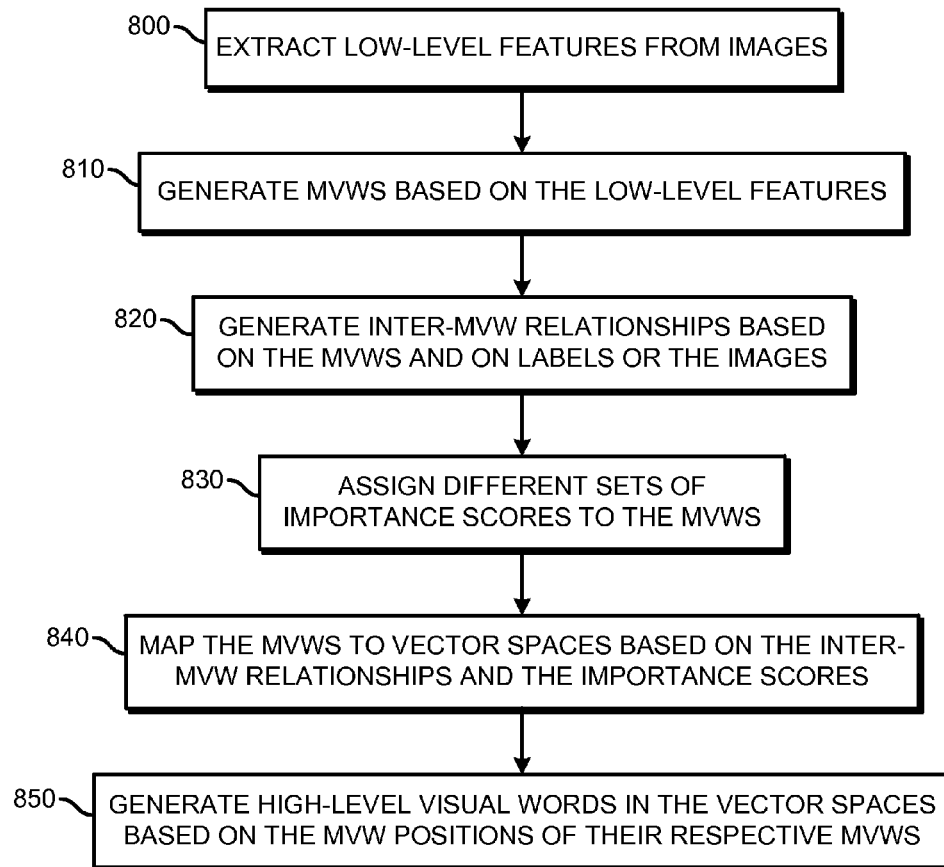 800
EXTRACT LOW-LEVEL FEATURES FROM IMAGES
810
GENERATE MVWS BASED ON THE LOW-LEVEL FEATURES
820
GENERATE INTER-MVW RELATIONSHIPS BASED
ON THE MVWS AND ON LABELS OR THE IMAGES
830
ASSIGN DIFFERENT SETS OF
IMPORTANCE SCORES TO THE MVWS
840
MAP THE MVWS TO VECTOR SPACES BASED ON THE INTER-
MVW RELATIONSHIPS AND THE IMPORTANCE SCORES
850
GENERATE HIGH-LEVEL VISUAL WORDS IN THE VECTOR SPACES
BASED ON THE MVW POSITIONS OF THEIR RESPECTIVE MVWS